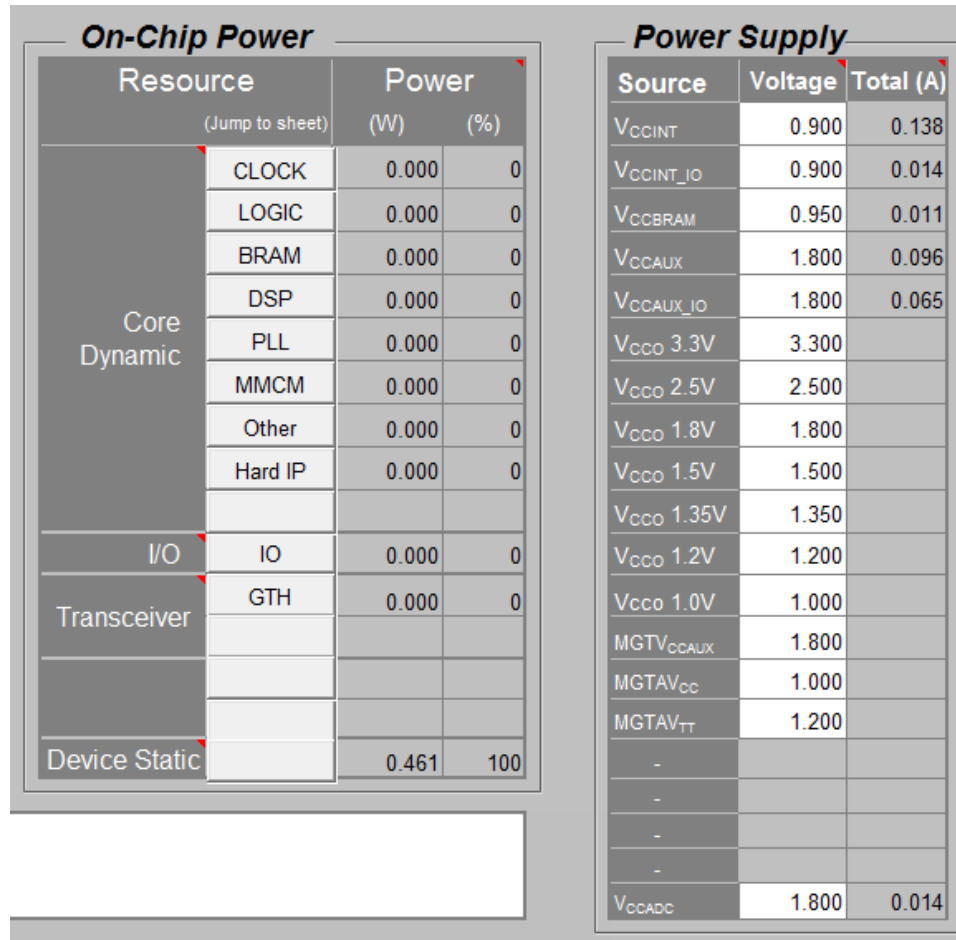 On-Chip Power
Resource Power
(Jump to sheet) (W) (%)
Core Dynamic
CLOCK 0.000 0
LOGIC 0.000 0
BRAM 0.000 0
DSP 0.000 0
PLL 0.000 0
MMCM 0.000 0
Other 0.000 0
Hard IP 0.000 0
I/O IO 0.000 0
Transceiver GTH 0.000 0
Device Static 0.461 100
Power Supply
Source Voltage Total (A)
VCCINT 0.900 0.138
VCCINT_IO 0.900 0.014
VCCBRAM 0.950 0.011
VCCAUX 1.800 0.096
VCCAUX_IO 1.800 0.065
VCCO 3.3V 3.300
VCCO 2.5V 2.500
VCCO 1.8V 1.800
VCCO 1.5V 1.500
VCCO 1.35V 1.350
VCCO 1.2V 1.200
Vcco 1.0V 1.000
MGTVCCAUX 1.800
MGTAVCC 1.000
MGTAVTT 1.200
-
-
-
-
VCCADC 1.800 0.014